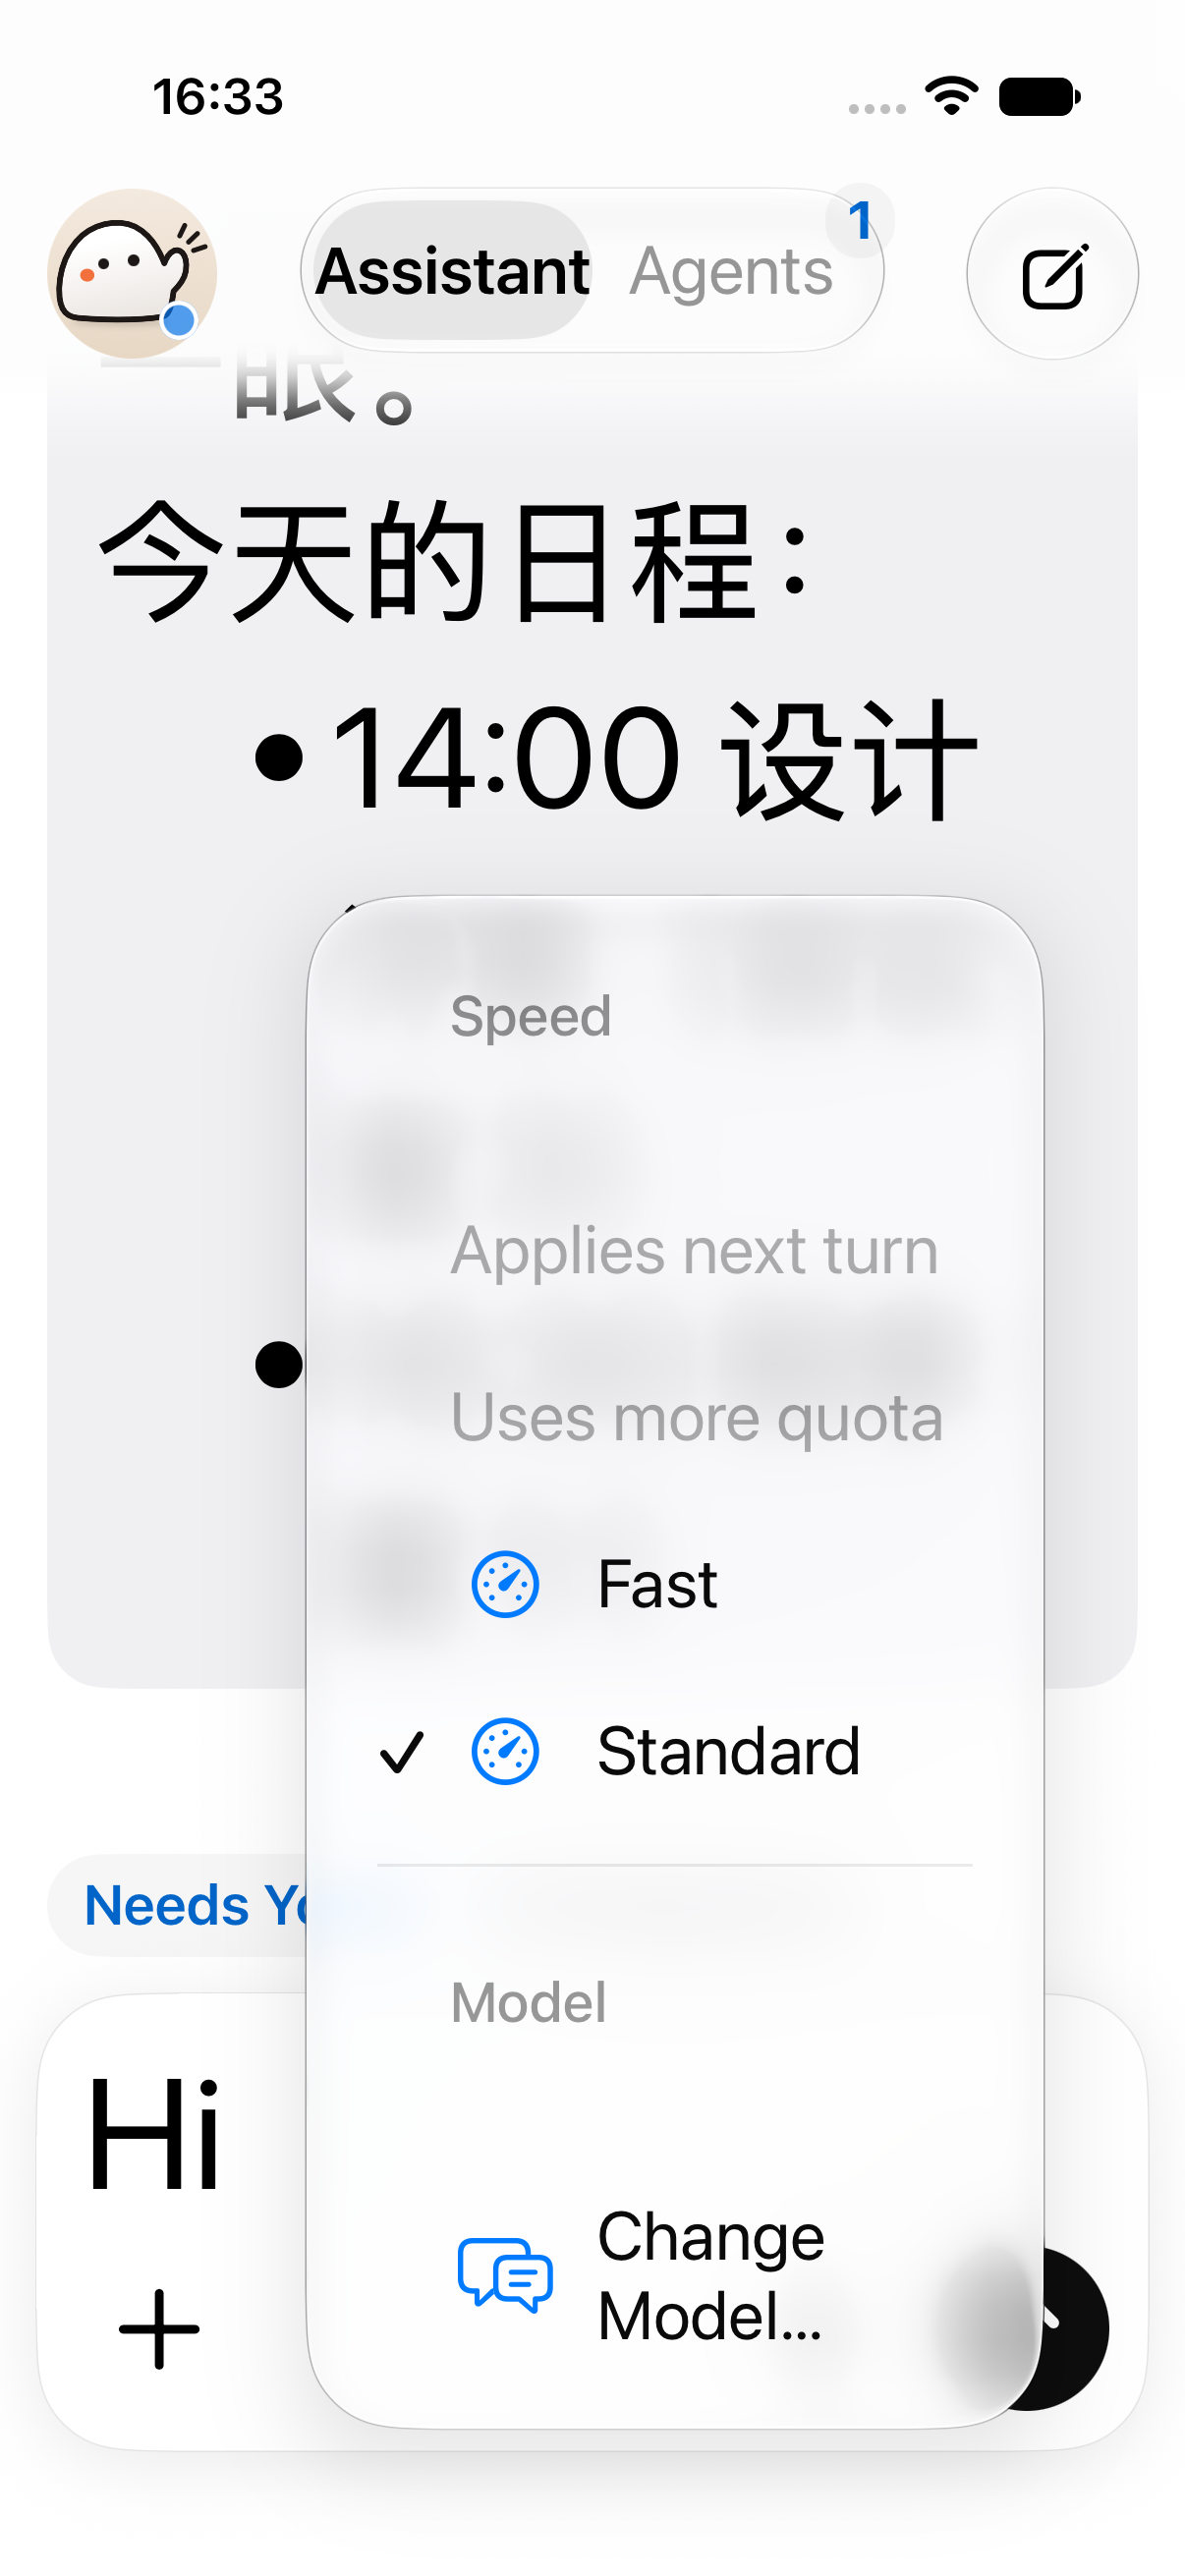 16:33
Assistant
Agents
1
眼。
今天的日程：
• 14:00 设计
Speed
Applies next turn
Uses more quota
Fast
✓ Standard
Needs
Model
Hi
Change
Model...